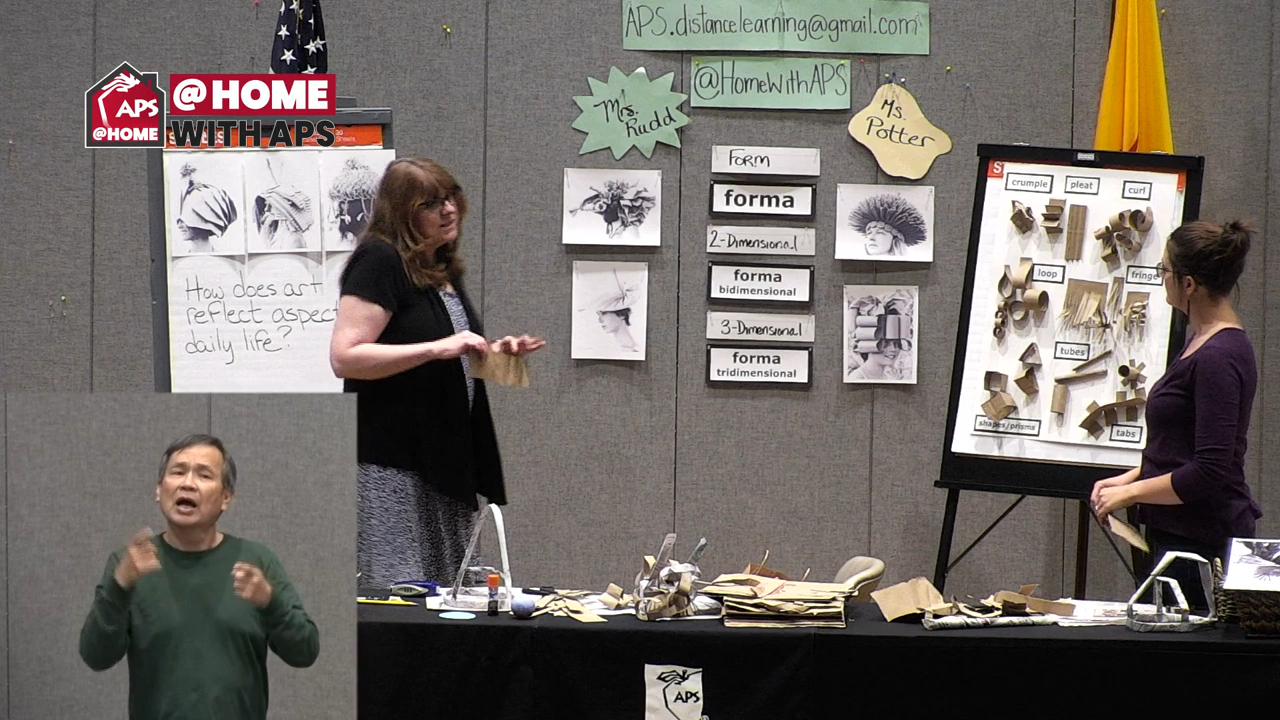 APS.distancelearning@gmail.com
@HomeWithAPS
Mrs. Rudd
Ms. Potter
APS
@HOME
@HOME
WITH APS
How does art
reflect aspec
daily life?
FORM
forma
2-Dimensional
forma
bidimensional
3-Dimensional
forma
tridimensional
crumple
pleat
curl
loop
fringe
tubes
shapes/prisms
tabs
APS